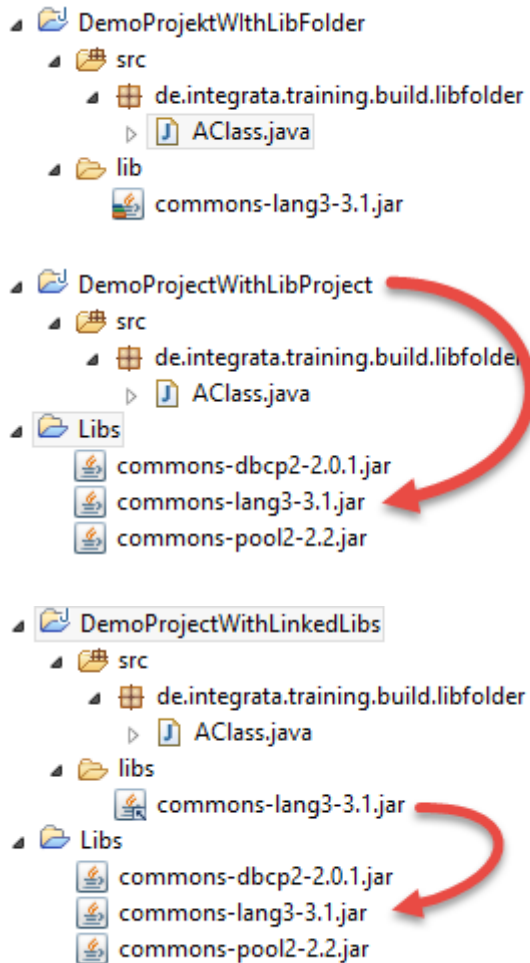 DemoProjektWIthLibFolder
src
de.integrata.training.build.libfolder
AClass.java
lib
commons-lang3-3.1.jar
DemoProjectWithLibProject
src
de.integrata.training.build.libfolder
AClass.java
Libs
commons-dbcp2-2.0.1.jar
commons-lang3-3.1.jar
commons-pool2-2.2.jar
DemoProjectWithLinkedLibs
src
de.integrata.training.build.libfolder
AClass.java
libs
commons-lang3-3.1.jar
Libs
commons-dbcp2-2.0.1.jar
commons-lang3-3.1.jar
commons-pool2-2.2.jar